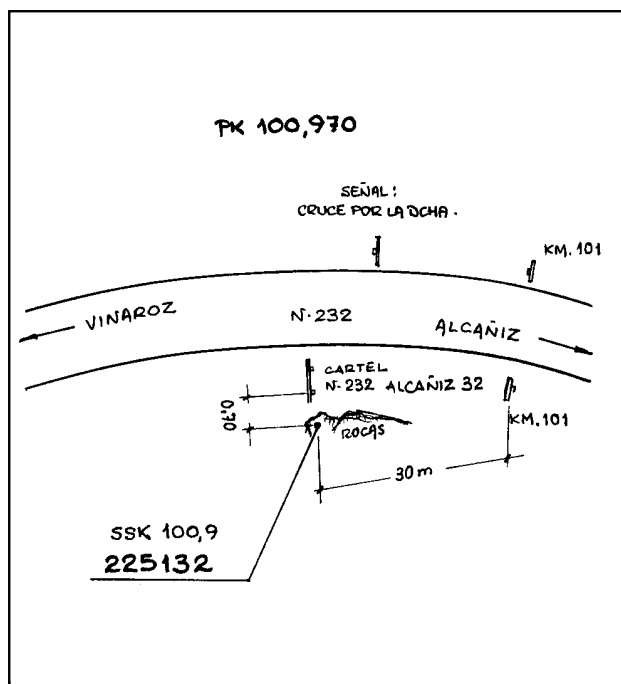 PK 100,970
SEÑAL:
CRUCE POR LA DCHA.
KM. 101
VINAROZ
N-232
ALCAÑIZ
CARTEL
N-232 ALCAÑIZ 32
0,70
ROCAS
KM. 101
30 m
SSK 100,9
225132